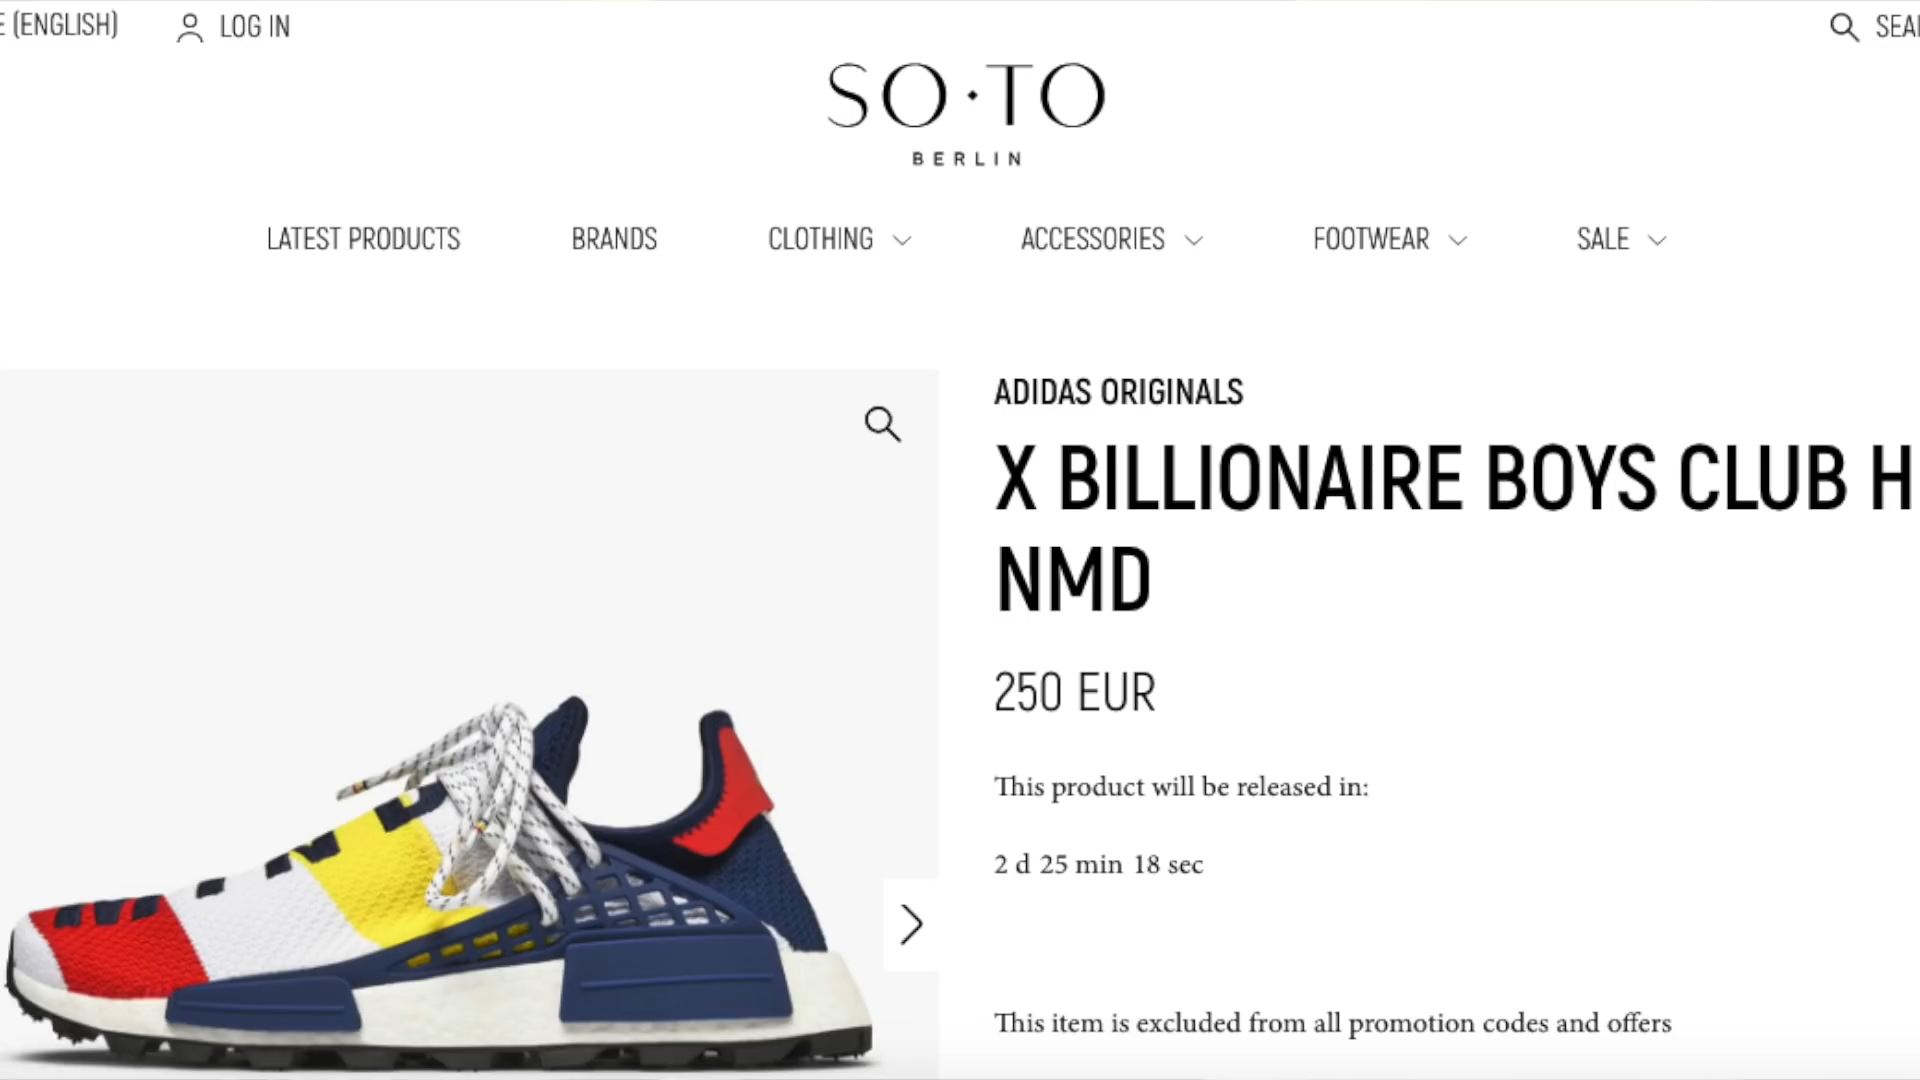 E (ENGLISH)
LOG IN
SEAR
SO·TO
BERLIN
LATEST PRODUCTS
BRANDS
CLOTHING
ACCESSORIES
FOOTWEAR
SALE
ADIDAS ORIGINALS
X BILLIONAIRE BOYS CLUB H
NMD
250 EUR
This product will be released in:
2 d 25 min 18 sec
This item is excluded from all promotion codes and offers